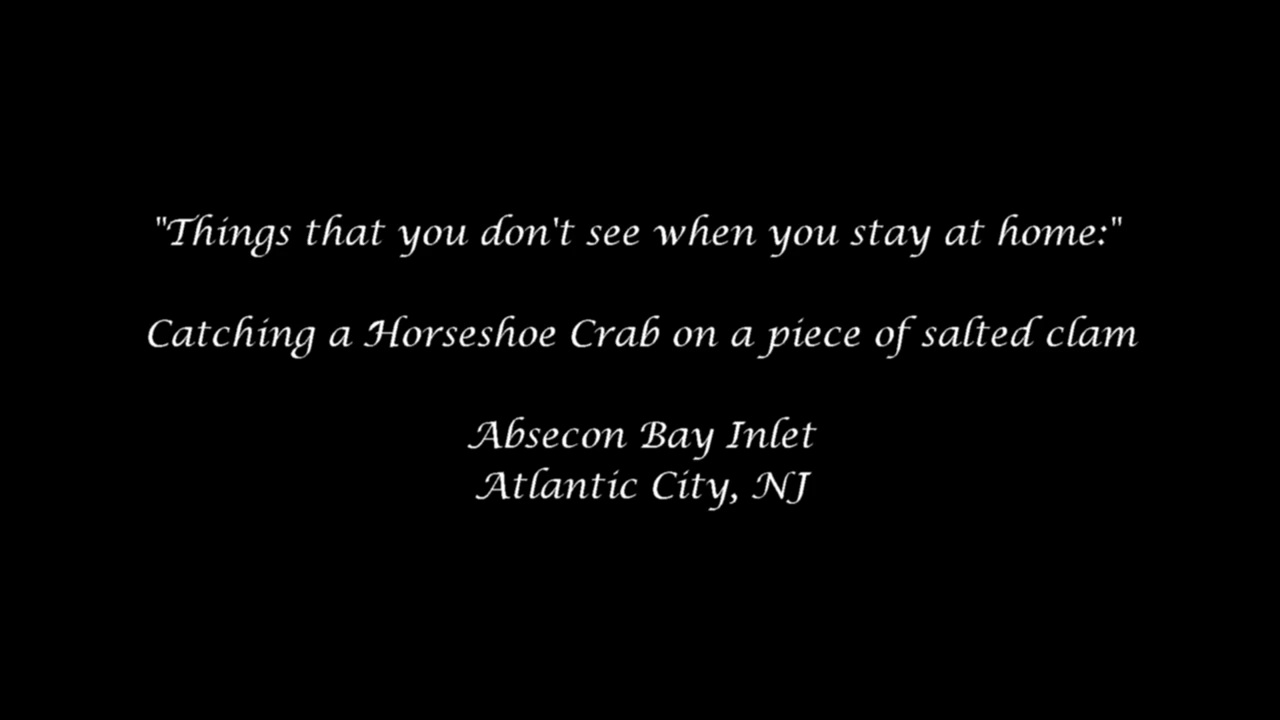 "Things that you don't see when you stay at home:"
Catching a Horseshoe Crab on a piece of salted clam
Absecon Bay Inlet
Atlantic City, NJ